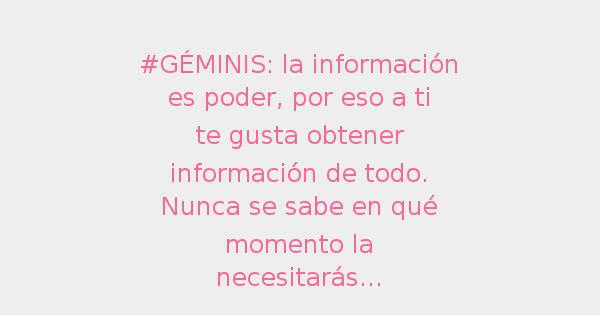 #GÉMINIS: la información
es poder, por eso a ti
te gusta obtener
información de todo.
Nunca se sabe en qué
momento la
necesitarás...